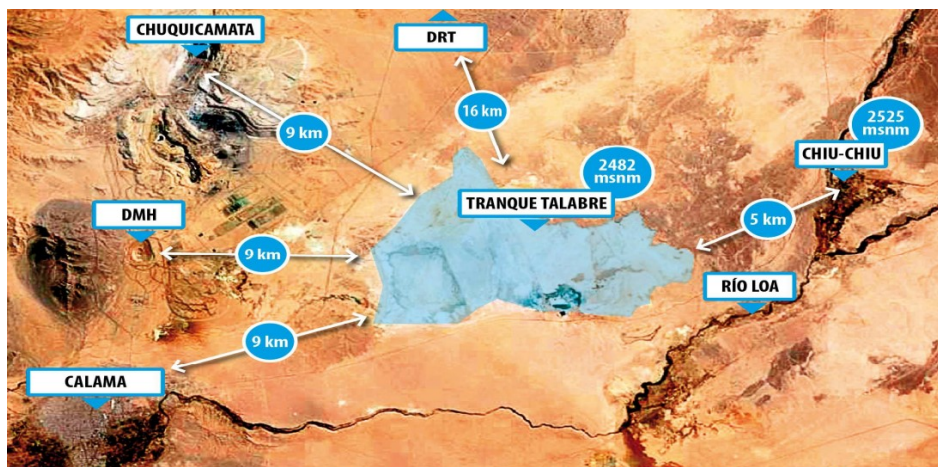 CHUQUICAMATA
DRT
16 km
9 km
2525
msnm
CHIU-CHIU
2482
msnm
TRANQUE TALABRE
DMH
5 km
9 km
RÍO LOA
9 km
CALAMA